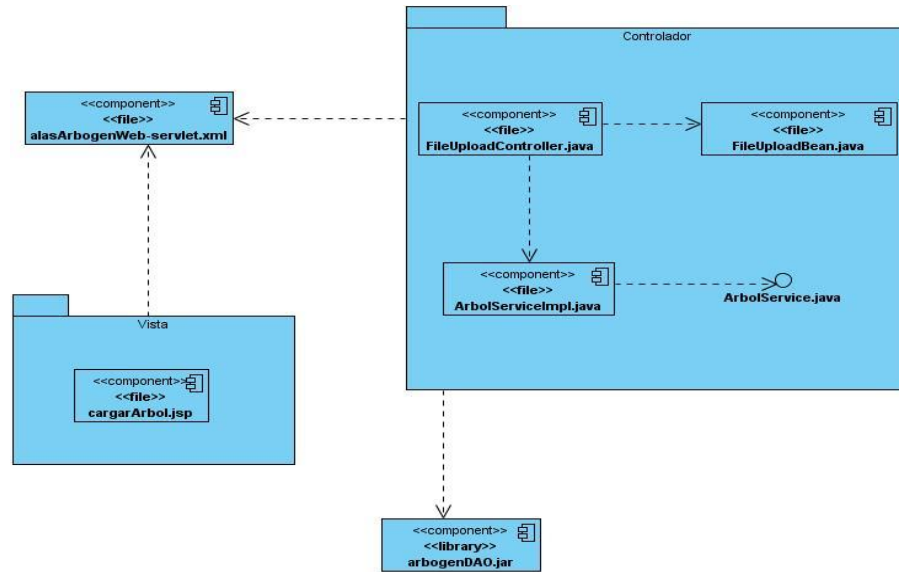 Controlador
<<component>>
<<file>>
alasArbogenWeb-servlet.xml
<<component>>
<<file>>
FileUploadController.java
<<component>>
<<file>>
FileUploadBean.java
<<component>>
<<file>>
ArbolServiceImpl.java
ArbolService.java
Vista
<<component>>
<<file>>
cargarArbol.jsp
<<component>>
<<library>>
arbogenDAO.jar